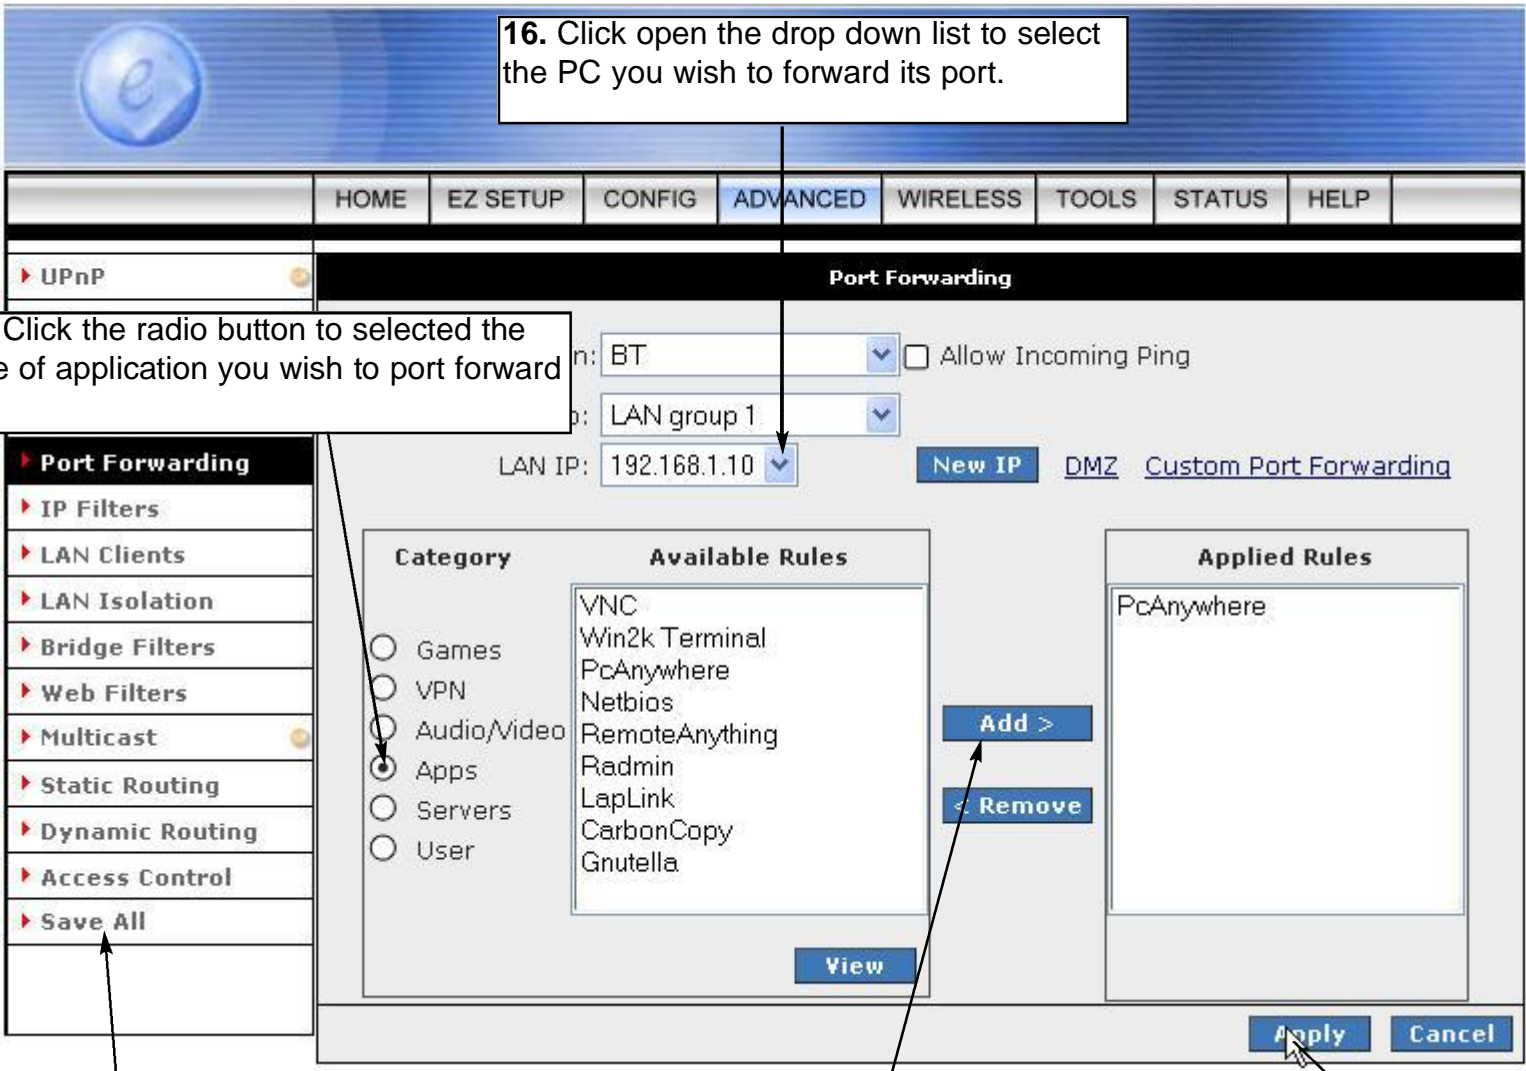 16. Click open the drop down list to select
the PC you wish to forward its port.
HOME EZ SETUP CONFIG ADVANCED WIRELESS TOOLS STATUS HELP
UPnP
Port Forwarding
Click the radio button to selected the
e of application you wish to port forward
n: BT Allow Incoming Ping
p: LAN group 1
LAN IP: 192.168.1.10 New IP DMZ Custom Port Forwarding
Port Forwarding
IP Filters
LAN Clients
LAN Isolation
Bridge Filters
Web Filters
Multicast
Static Routing
Dynamic Routing
Access Control
Save All
Category
Games
VPN
Audio/Video
Apps
Servers
User
Available Rules
VNC
Win2k Terminal
PcAnywhere
Netbios
RemoteAnything
Radmin
LapLink
CarbonCopy
Gnutella
View
Add >
< Remove
Applied Rules
PcAnywhere
Apply Cancel